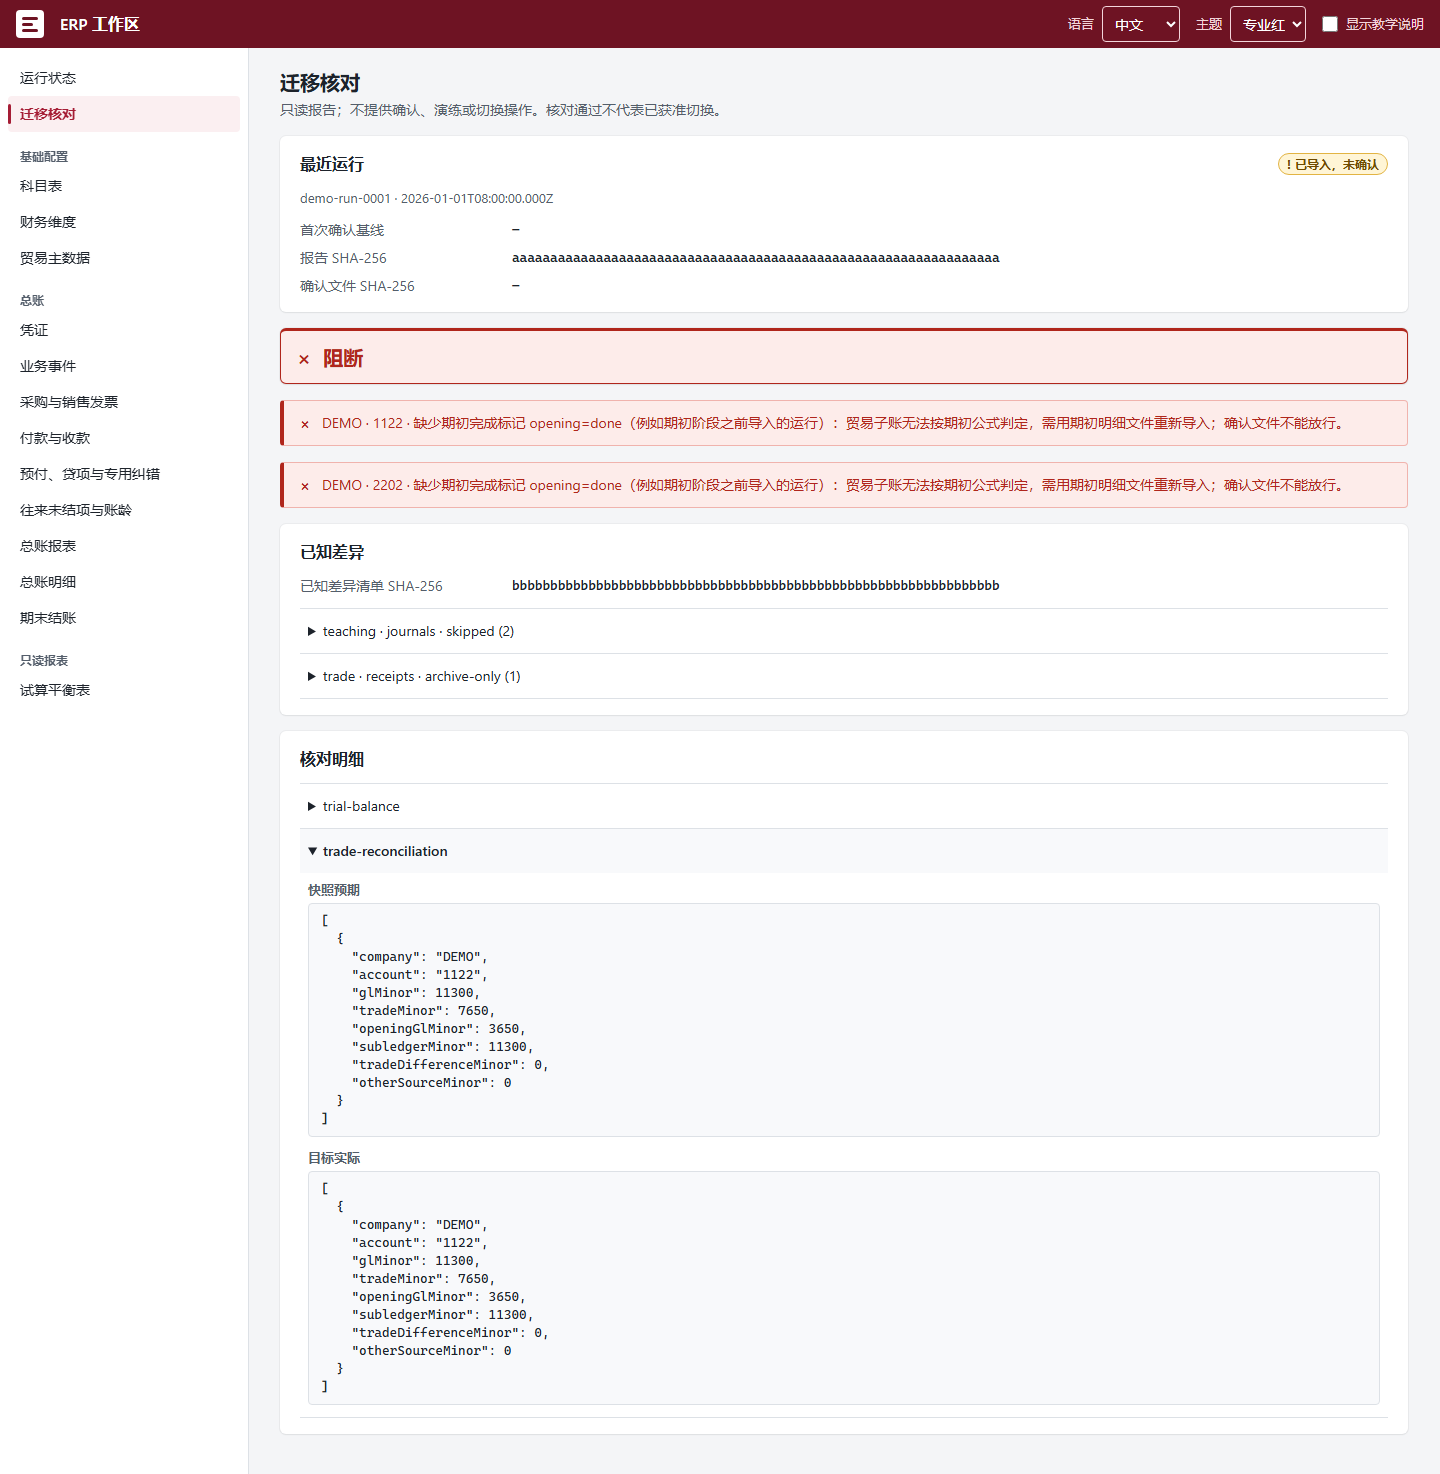 ERP 工作区
语言 中文 主题 专业红 显示教学说明
运行状态
迁移核对
基础配置
科目表
财务维度
贸易主数据
总账
凭证
业务事件
采购与销售发票
付款与收款
预付、贷项与专用纠错
往来未结项与账龄
总账报表
总账明细
期末结账
只读报表
试算平衡表
迁移核对
只读报告；不提供确认、演练或切换操作。核对通过不代表已获准切换。
最近运行
! 已导入，未确认
demo-run-0001 · 2026-01-01T08:00:00.000Z
首次确认基线 –
报告 SHA-256 aaaaaaaaaaaaaaaaaaaaaaaaaaaaaaaaaaaaaaaaaaaaaaaaaaaaaaaaaaaaaaaa
确认文件 SHA-256 –
× 阻断
× DEMO · 1122 · 缺少期初完成标记 opening=done（例如期初阶段之前导入的运行）：贸易子账无法按期初公式判定，需用期初明细文件重新导入；确认文件不能放行。
× DEMO · 2202 · 缺少期初完成标记 opening=done（例如期初阶段之前导入的运行）：贸易子账无法按期初公式判定，需用期初明细文件重新导入；确认文件不能放行。
已知差异
已知差异清单 SHA-256 bbbbbbbbbbbbbbbbbbbbbbbbbbbbbbbbbbbbbbbbbbbbbbbbbbbbbbbbbbbbbbbb
▶ teaching · journals · skipped (2)
▶ trade · receipts · archive-only (1)
核对明细
▶ trial-balance
▼ trade-reconciliation
快照预期
[
{
"company": "DEMO",
"account": "1122",
"glMinor": 11300,
"tradeMinor": 7650,
"openingGlMinor": 3650,
"subledgerMinor": 11300,
"tradeDifferenceMinor": 0,
"otherSourceMinor": 0
}
]
目标实际
[
{
"company": "DEMO",
"account": "1122",
"glMinor": 11300,
"tradeMinor": 7650,
"openingGlMinor": 3650,
"subledgerMinor": 11300,
"tradeDifferenceMinor": 0,
"otherSourceMinor": 0
}
]